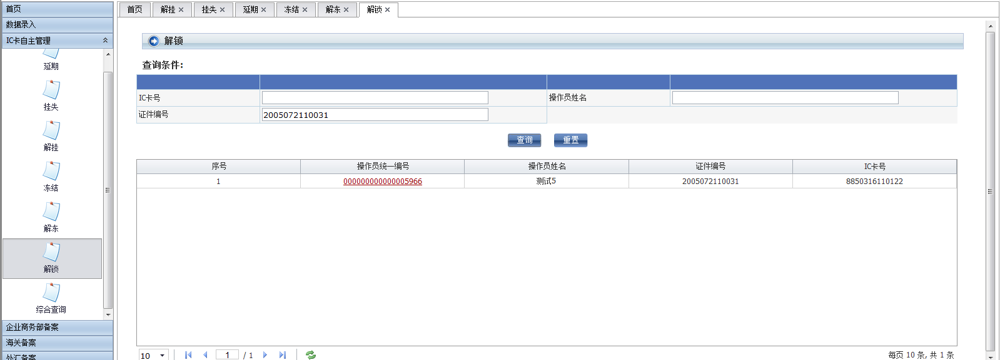 首页
数据录入
IC卡自主管理
延期
挂失
解挂
冻结
解冻
解锁
综合查询
企业商务部备案
海关备案
外汇备案
首页 解挂 挂失 延期 冻结 解冻 解锁
解锁
查询条件:
IC卡号 操作员姓名
证件编号 2005072110031
查询 重置
序号 操作员统一编号 操作员姓名 证件编号 IC卡号
1 000000000000005966 测试5 2005072110031 8850316110122
10 1 / 1 每页 10 条, 共 1 条